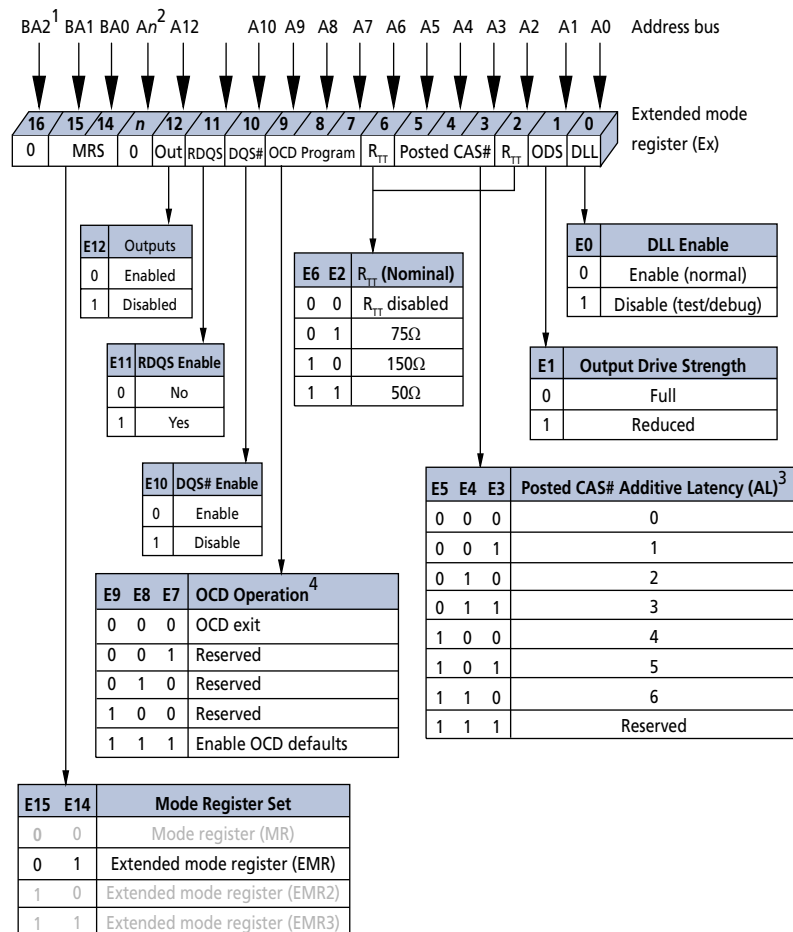 BA2¹ BA1 BA0 An² A12 A10 A9 A8 A7 A6 A5 A4 A3 A2 A1 A0 Address bus
16 15 14 n 12 11 10 9 8 7 6 5 4 3 2 1 0
Extended mode
register (Ex)
0 MRS 0 Out RDQS DQS# OCD Program RTT Posted CAS# RTT ODS DLL
E12 Outputs
0 Enabled
1 Disabled
E11 RDQS Enable
0 No
1 Yes
E10 DQS# Enable
0 Enable
1 Disable
E9 E8 E7 OCD Operation⁴
0 0 0 OCD exit
0 0 1 Reserved
0 1 0 Reserved
1 0 0 Reserved
1 1 1 Enable OCD defaults
E15 E14 Mode Register Set
0 0 Mode register (MR)
0 1 Extended mode register (EMR)
1 0 Extended mode register (EMR2)
1 1 Extended mode register (EMR3)
E6 E2 RTT (Nominal)
0 0 RTT disabled
0 1 75Ω
1 0 150Ω
1 1 50Ω
E0 DLL Enable
0 Enable (normal)
1 Disable (test/debug)
E1 Output Drive Strength
0 Full
1 Reduced
E5 E4 E3 Posted CAS# Additive Latency (AL)³
0 0 0 0
0 0 1 1
0 1 0 2
0 1 1 3
1 0 0 4
1 0 1 5
1 1 0 6
1 1 1 Reserved